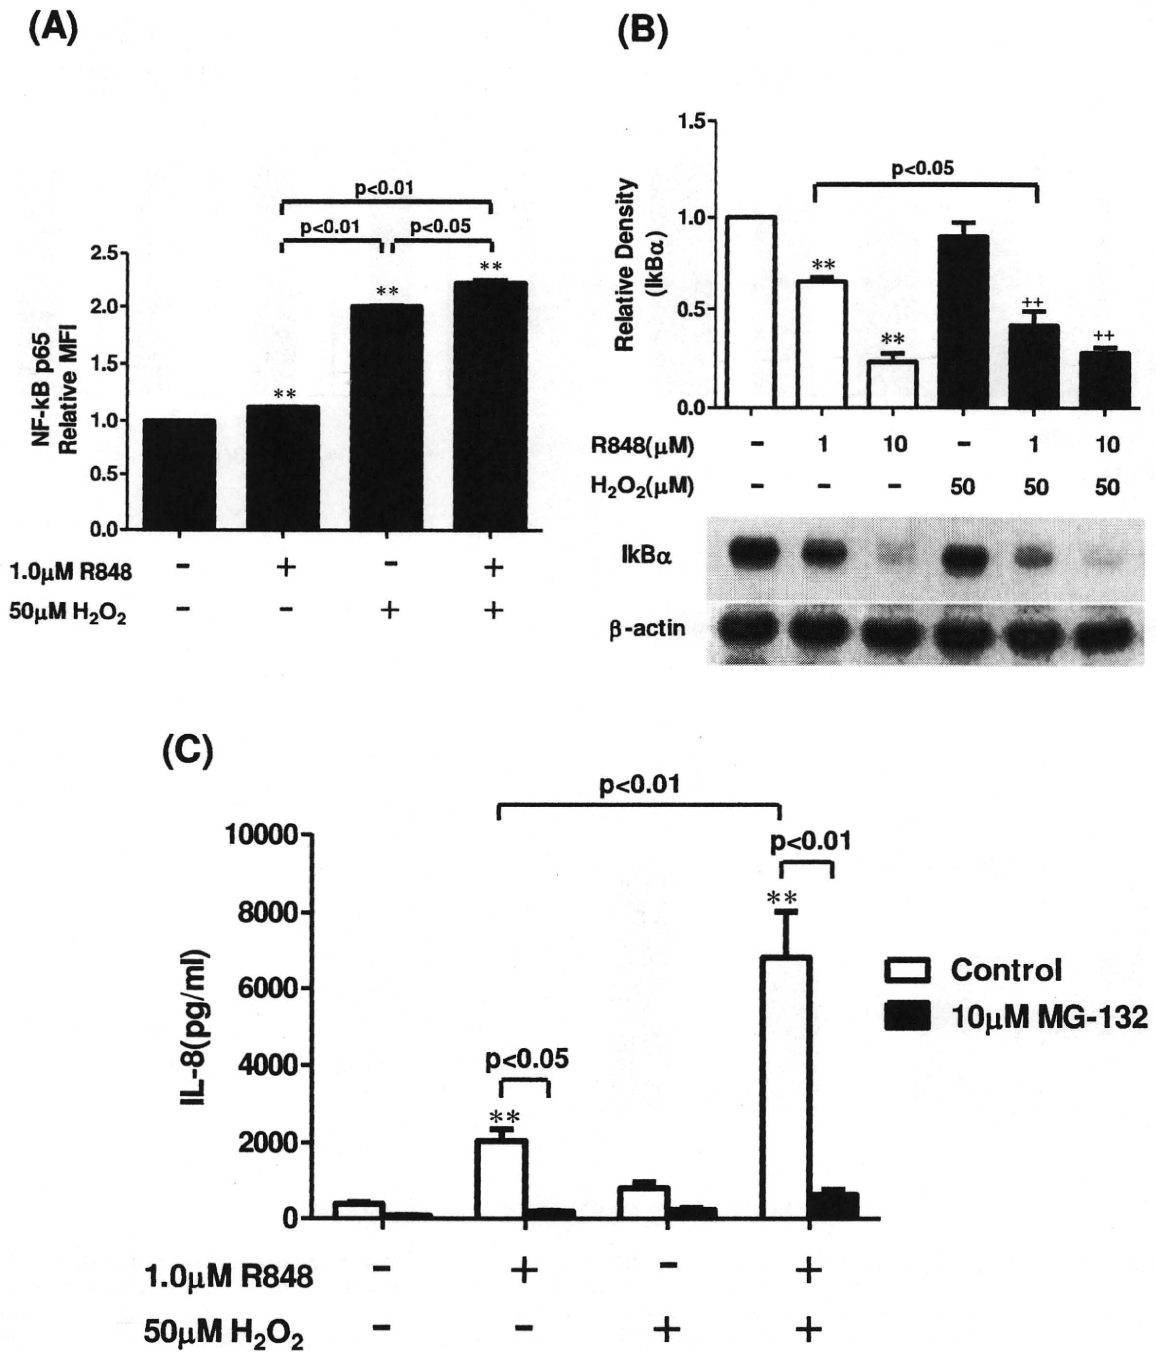 (A)
p<0.01
p<0.01 p<0.05
**
**
**
2.5
2.0
1.5
1.0
0.5
0.0
NF-kB p65
Relative MFI
1.0μM R848 − + − +
50μM H₂O₂ − − + +
(B)
p<0.05
**
**
++
++
1.5
1.0
0.5
0.0
Relative Density
(IkBα)
R848(μM) − 1 10 − 1 10
H₂O₂(μM) − − − 50 50 50
IkBα
β-actin
(C)
p<0.01
p<0.01
**
p<0.05
**
10000
8000
6000
4000
2000
0
IL-8(pg/ml)
Control
10μM MG-132
1.0μM R848 − + − +
50μM H₂O₂ − − + +